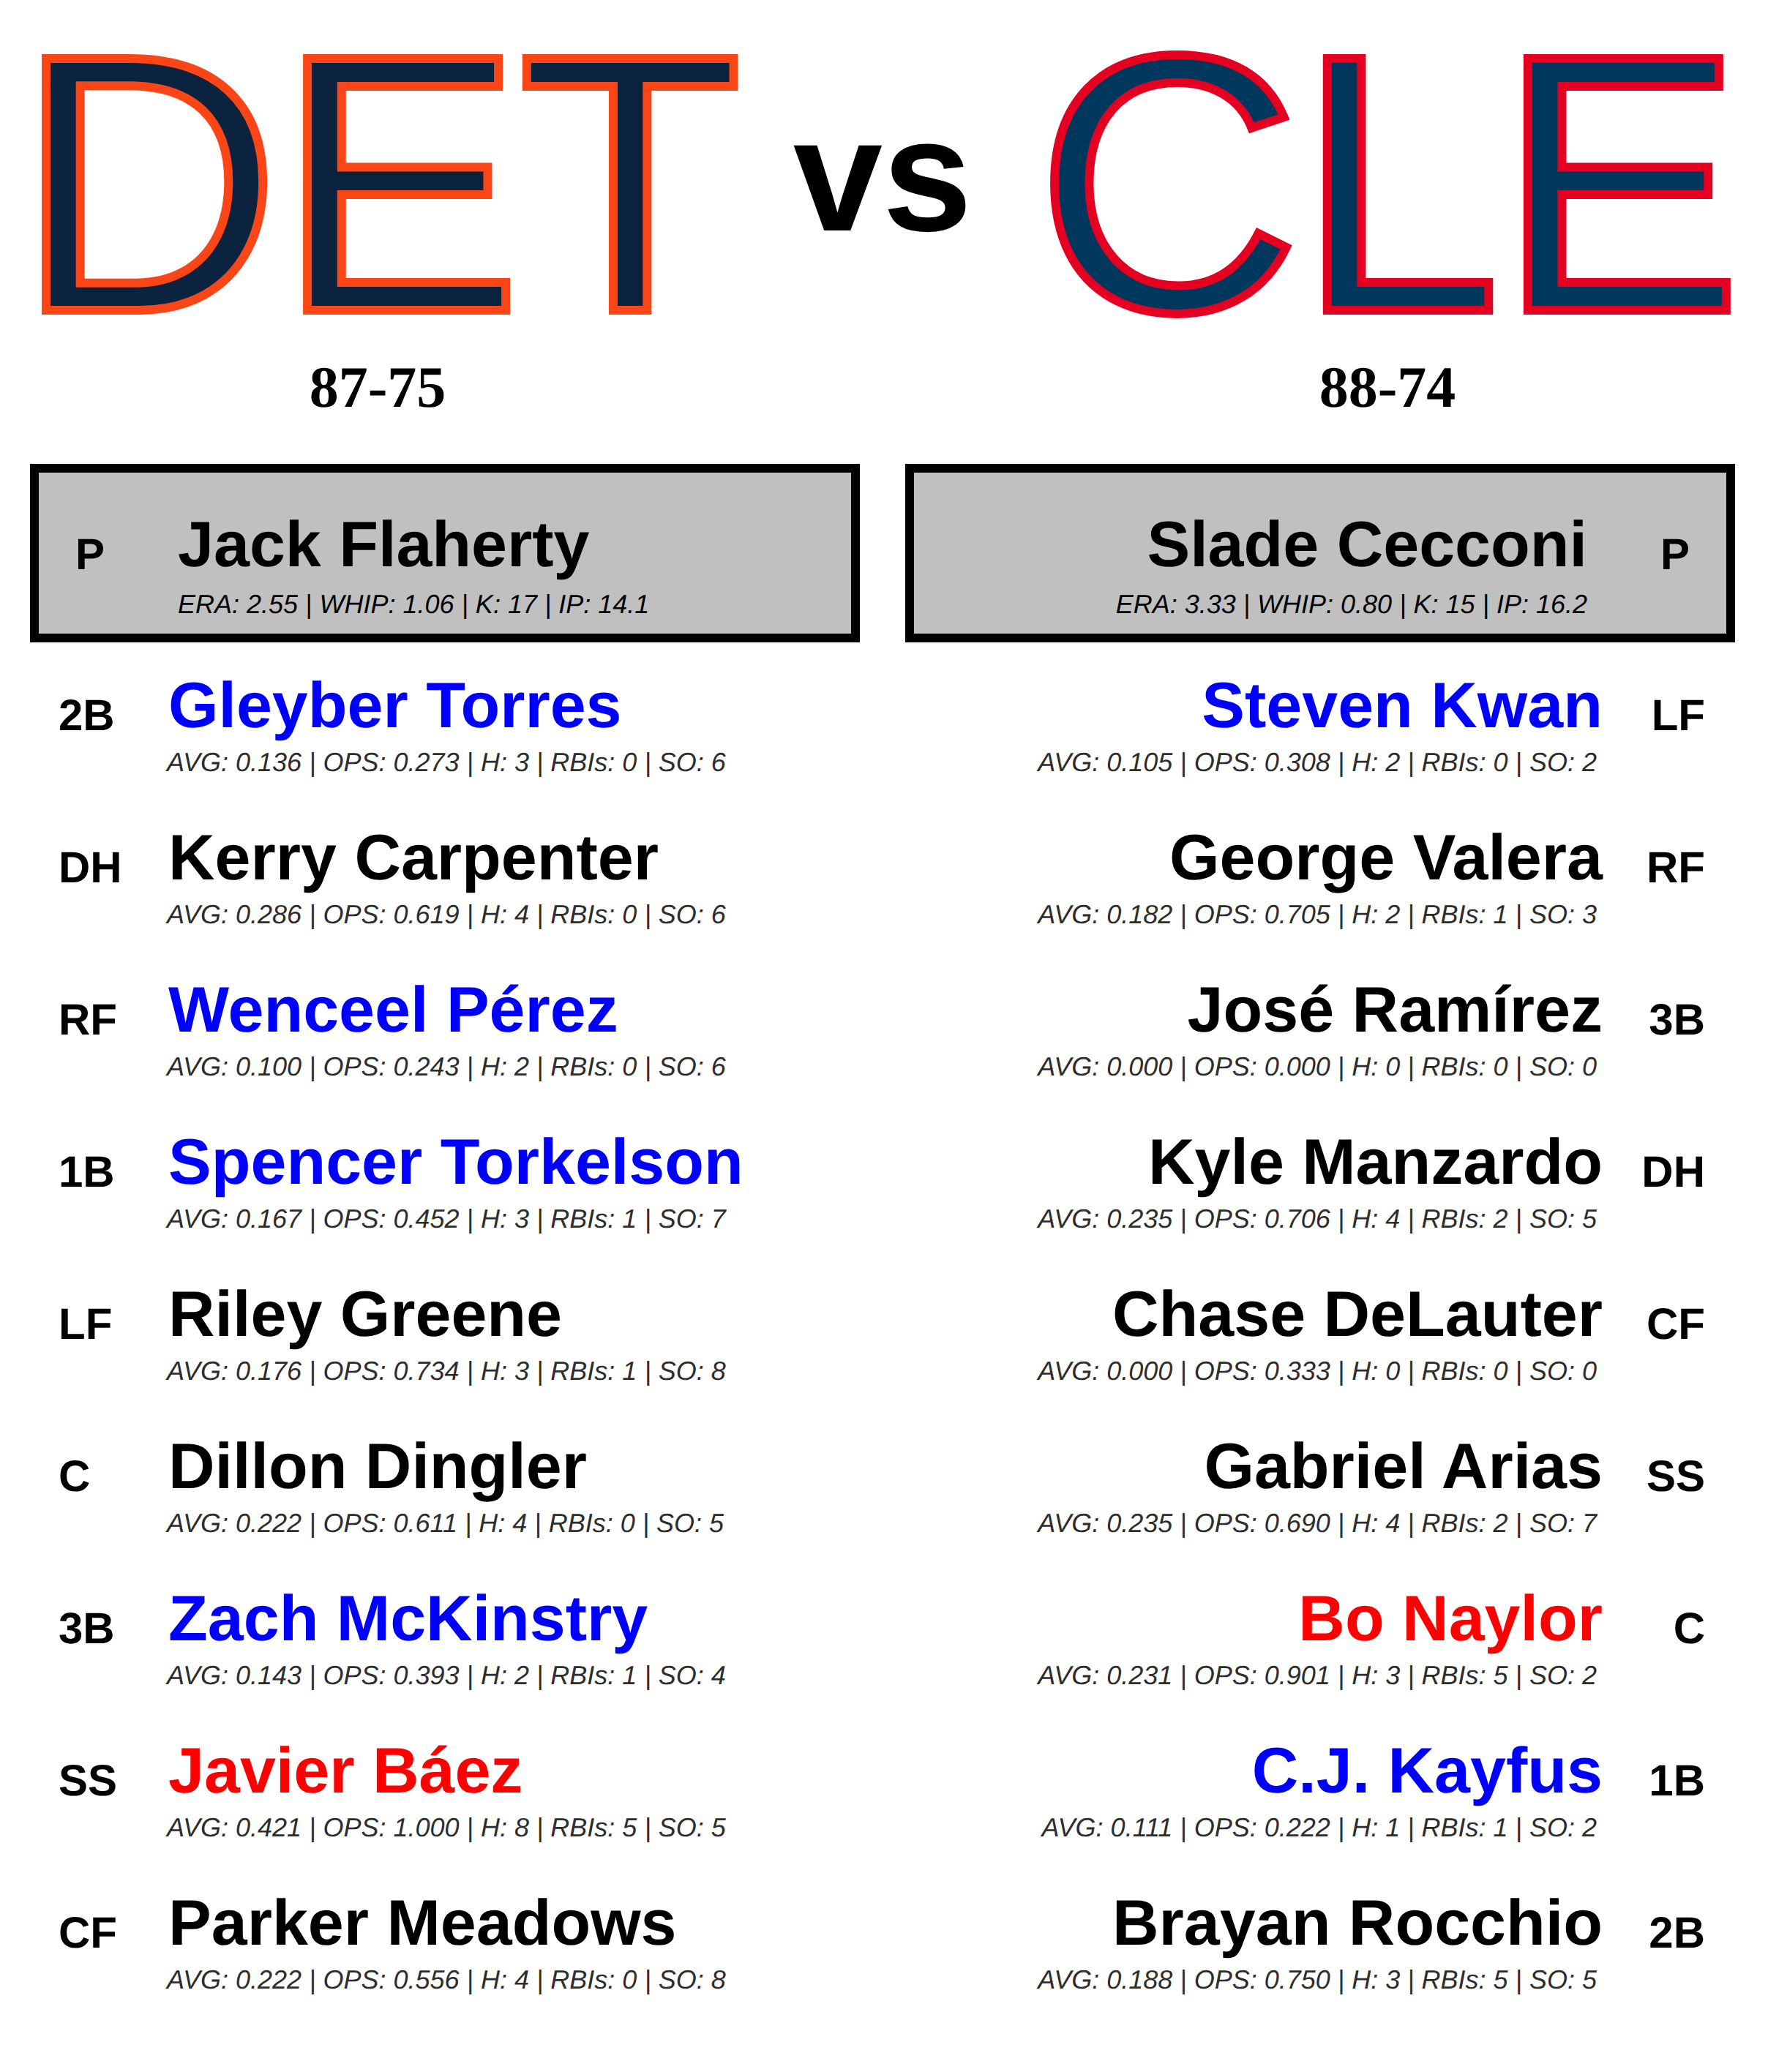 DET vs CLE
87-75
88-74
P Jack Flaherty
ERA: 2.55 | WHIP: 1.06 | K: 17 | IP: 14.1
Slade Cecconi P
ERA: 3.33 | WHIP: 0.80 | K: 15 | IP: 16.2
2B Gleyber Torres
AVG: 0.136 | OPS: 0.273 | H: 3 | RBIs: 0 | SO: 6
DH Kerry Carpenter
AVG: 0.286 | OPS: 0.619 | H: 4 | RBIs: 0 | SO: 6
RF Wenceel Pérez
AVG: 0.100 | OPS: 0.243 | H: 2 | RBIs: 0 | SO: 6
1B Spencer Torkelson
AVG: 0.167 | OPS: 0.452 | H: 3 | RBIs: 1 | SO: 7
LF Riley Greene
AVG: 0.176 | OPS: 0.734 | H: 3 | RBIs: 1 | SO: 8
C Dillon Dingler
AVG: 0.222 | OPS: 0.611 | H: 4 | RBIs: 0 | SO: 5
3B Zach McKinstry
AVG: 0.143 | OPS: 0.393 | H: 2 | RBIs: 1 | SO: 4
SS Javier Báez
AVG: 0.421 | OPS: 1.000 | H: 8 | RBIs: 5 | SO: 5
CF Parker Meadows
AVG: 0.222 | OPS: 0.556 | H: 4 | RBIs: 0 | SO: 8
Steven Kwan LF
AVG: 0.105 | OPS: 0.308 | H: 2 | RBIs: 0 | SO: 2
George Valera RF
AVG: 0.182 | OPS: 0.705 | H: 2 | RBIs: 1 | SO: 3
José Ramírez 3B
AVG: 0.000 | OPS: 0.000 | H: 0 | RBIs: 0 | SO: 0
Kyle Manzardo DH
AVG: 0.235 | OPS: 0.706 | H: 4 | RBIs: 2 | SO: 5
Chase DeLauter CF
AVG: 0.000 | OPS: 0.333 | H: 0 | RBIs: 0 | SO: 0
Gabriel Arias SS
AVG: 0.235 | OPS: 0.690 | H: 4 | RBIs: 2 | SO: 7
Bo Naylor C
AVG: 0.231 | OPS: 0.901 | H: 3 | RBIs: 5 | SO: 2
C.J. Kayfus 1B
AVG: 0.111 | OPS: 0.222 | H: 1 | RBIs: 1 | SO: 2
Brayan Rocchio 2B
AVG: 0.188 | OPS: 0.750 | H: 3 | RBIs: 5 | SO: 5